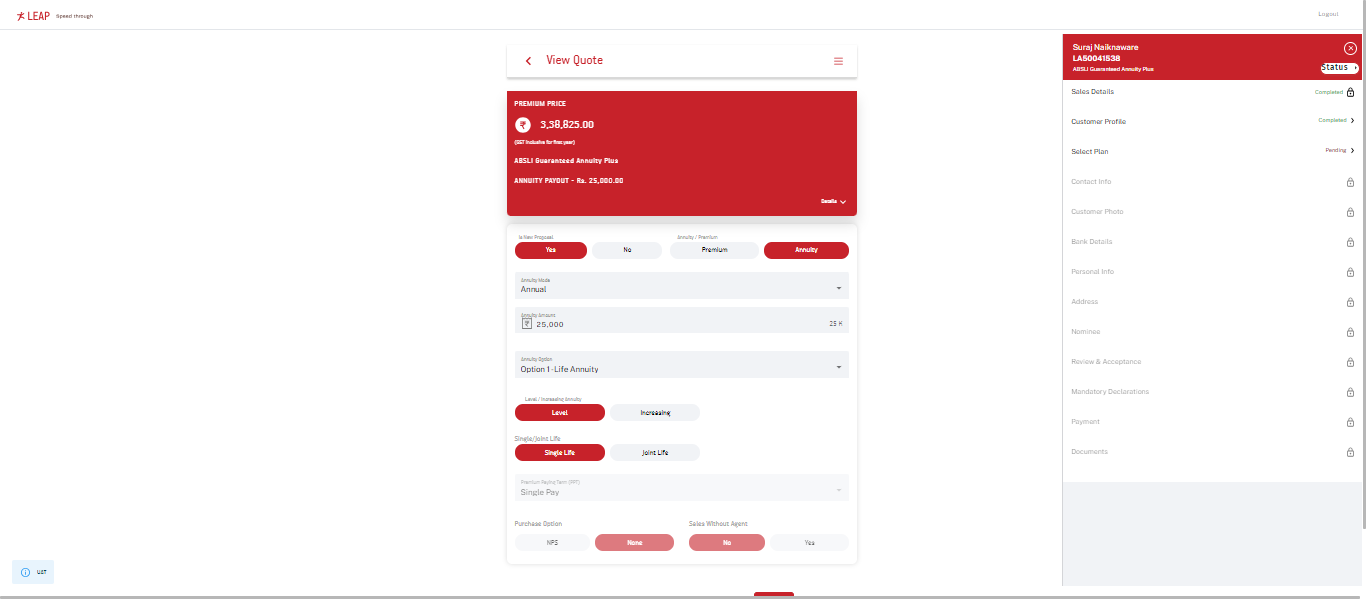 LEAP Speed through
Logout
View Quote
PREMIUM PRICE
₹ 3,38,825.00
(GST inclusive for first year)
ABSLI Guaranteed Annuity Plus
ANNUITY PAYOUT - Rs. 25,000.00
Details
Is New Proposal
Annuity / Premium
Yes No Premium Annuity
Annuity Mode
Annual
Annuity Amount
₹ 25,000 25 K
Annuity Option
Option 1-Life Annuity
Level / Increasing Annuity
Level Increasing
Single/Joint Life
Single Life Joint Life
Premium Paying Term (PPT)
Single Pay
Purchase Option
Sales Without Agent
NPS None No Yes
UAT
Suraj Naiknaware
LA50041538
ABSLI Guaranteed Annuity Plus
Status
Sales Details Completed
Customer Profile Completed
Select Plan Pending
Contact Info
Customer Photo
Bank Details
Personal Info
Address
Nominee
Review & Acceptance
Mandatory Declarations
Payment
Documents